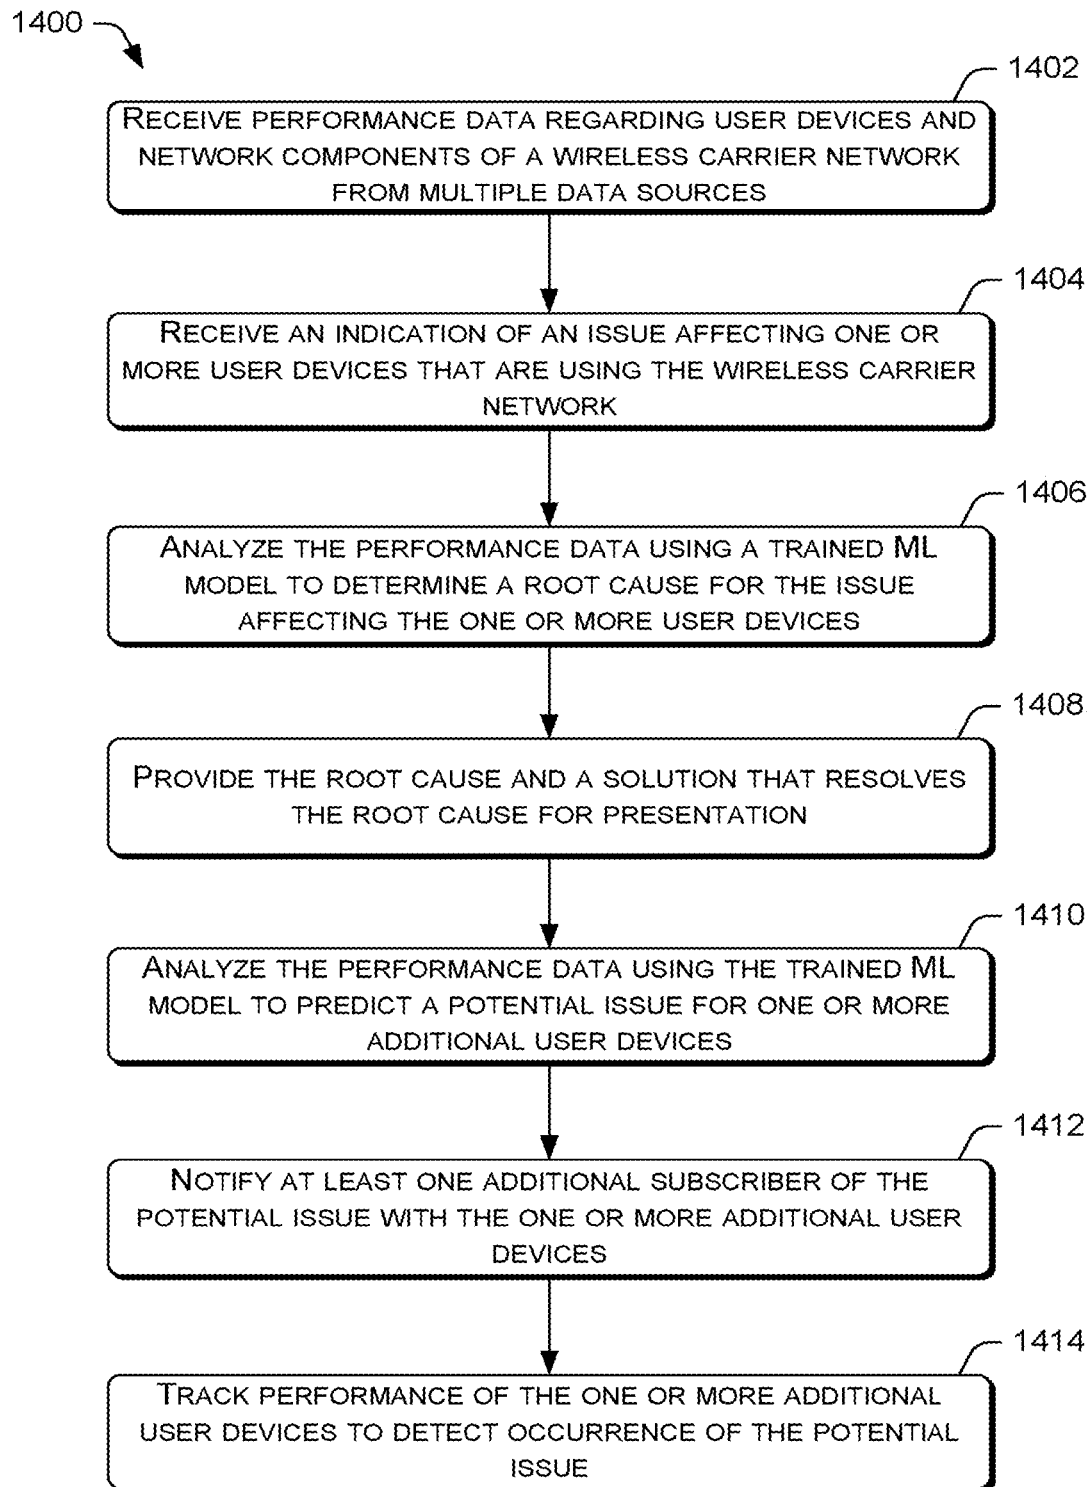 1400
1402
RECEIVE PERFORMANCE DATA REGARDING USER DEVICES AND
NETWORK COMPONENTS OF A WIRELESS CARRIER NETWORK
FROM MULTIPLE DATA SOURCES
1404
RECEIVE AN INDICATION OF AN ISSUE AFFECTING ONE OR
MORE USER DEVICES THAT ARE USING THE WIRELESS CARRIER
NETWORK
1406
ANALYZE THE PERFORMANCE DATA USING A TRAINED ML
MODEL TO DETERMINE A ROOT CAUSE FOR THE ISSUE
AFFECTING THE ONE OR MORE USER DEVICES
1408
PROVIDE THE ROOT CAUSE AND A SOLUTION THAT RESOLVES
THE ROOT CAUSE FOR PRESENTATION
1410
ANALYZE THE PERFORMANCE DATA USING THE TRAINED ML
MODEL TO PREDICT A POTENTIAL ISSUE FOR ONE OR MORE
ADDITIONAL USER DEVICES
1412
NOTIFY AT LEAST ONE ADDITIONAL SUBSCRIBER OF THE
POTENTIAL ISSUE WITH THE ONE OR MORE ADDITIONAL USER
DEVICES
1414
TRACK PERFORMANCE OF THE ONE OR MORE ADDITIONAL
USER DEVICES TO DETECT OCCURRENCE OF THE POTENTIAL
ISSUE